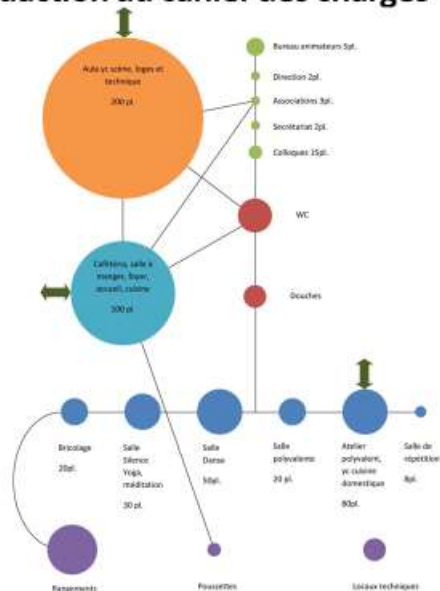 duction au cahier des charges
Aula yc scène, loges et
technique
200 pl.
Bureau animateurs 5pl.
Direction 2pl.
Associations 3pl.
Secrétariat 2pl.
Colloques 15pl.
WC
Cafétéria, salle à
manger, foyer,
accueil, cuisine
100 pl.
Douches
Bricolage
20pl.
Salle
Silence
Yoga,
méditation
30 pl.
Salle
Danse
50pl.
Salle
polyvalente
20 pl.
Atelier
polyvalent,
yc cuisine
domestique
80pl.
Salle de
répétition
8pl.
Rangements
Poussettes
Locaux techniques